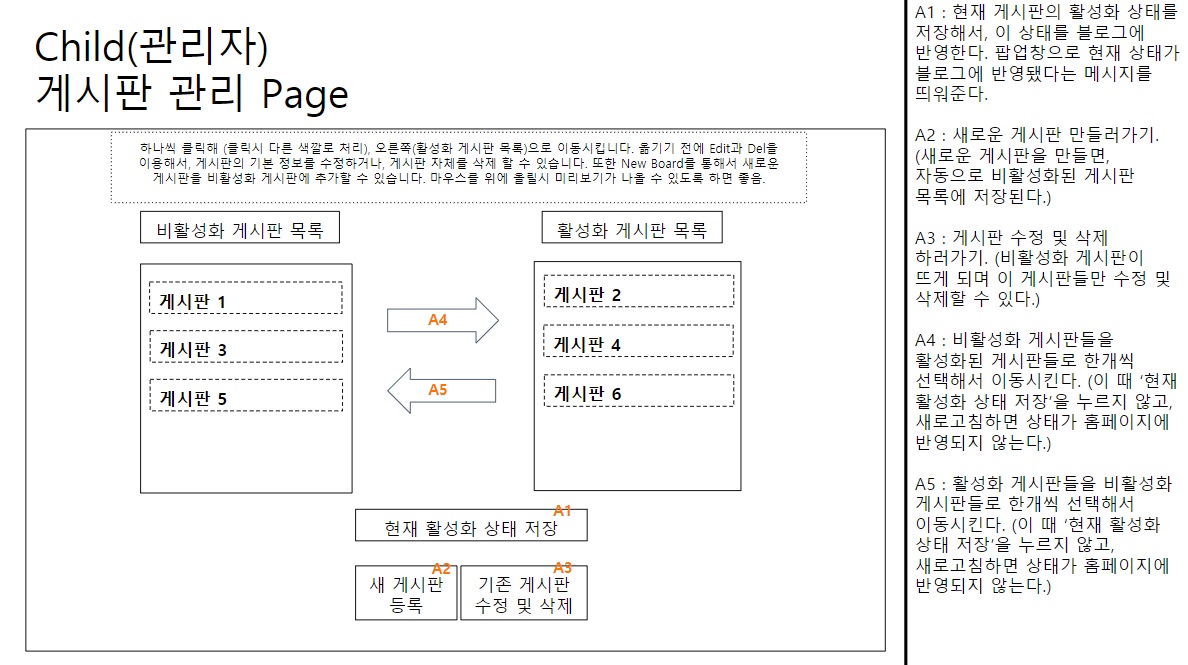 Child(관리자)
게시판 관리 Page
하나씩 클릭해 (클릭시 다른 색깔로 처리), 오른쪽(활성화 게시판 목록)으로 이동시킵니다. 옮기기 전에 Edit과 Del을
이용해서, 게시판의 기본 정보를 수정하거나, 게시판 자체를 삭제 할 수 있습니다. 또한 New Board를 통해서 새로운
게시판을 비활성화 게시판에 추가할 수 있습니다. 마우스를 위에 올릴시 미리보기가 나올 수 있도록 하면 좋음.
비활성화 게시판 목록
활성화 게시판 목록
게시판 1
게시판 3
게시판 5
A4
A5
게시판 2
게시판 4
게시판 6
A1
현재 활성화 상태 저장
A2
새 게시판
등록
A3
기존 게시판
수정 및 삭제
A1 : 현재 게시판의 활성화 상태를
저장해서, 이 상태를 블로그에
반영한다. 팝업창으로 현재 상태가
블로그에 반영됐다는 메시지를
띄워준다.
A2 : 새로운 게시판 만들러가기.
(새로운 게시판을 만들면,
자동으로 비활성화된 게시판
목록에 저장된다.)
A3 : 게시판 수정 및 삭제
하러가기. (비활성화 게시판이
뜨게 되며 이 게시판들만 수정 및
삭제할 수 있다.)
A4 : 비활성화 게시판들을
활성화된 게시판들로 한개씩
선택해서 이동시킨다. (이 때 ‘현재
활성화 상태 저장’을 누르지 않고,
새로고침하면 상태가 홈페이지에
반영되지 않는다.)
A5 : 활성화 게시판들을 비활성화
게시판들로 한개씩 선택해서
이동시킨다. (이 때 ‘현재 활성화
상태 저장’을 누르지 않고,
새로고침하면 상태가 홈페이지에
반영되지 않는다.)